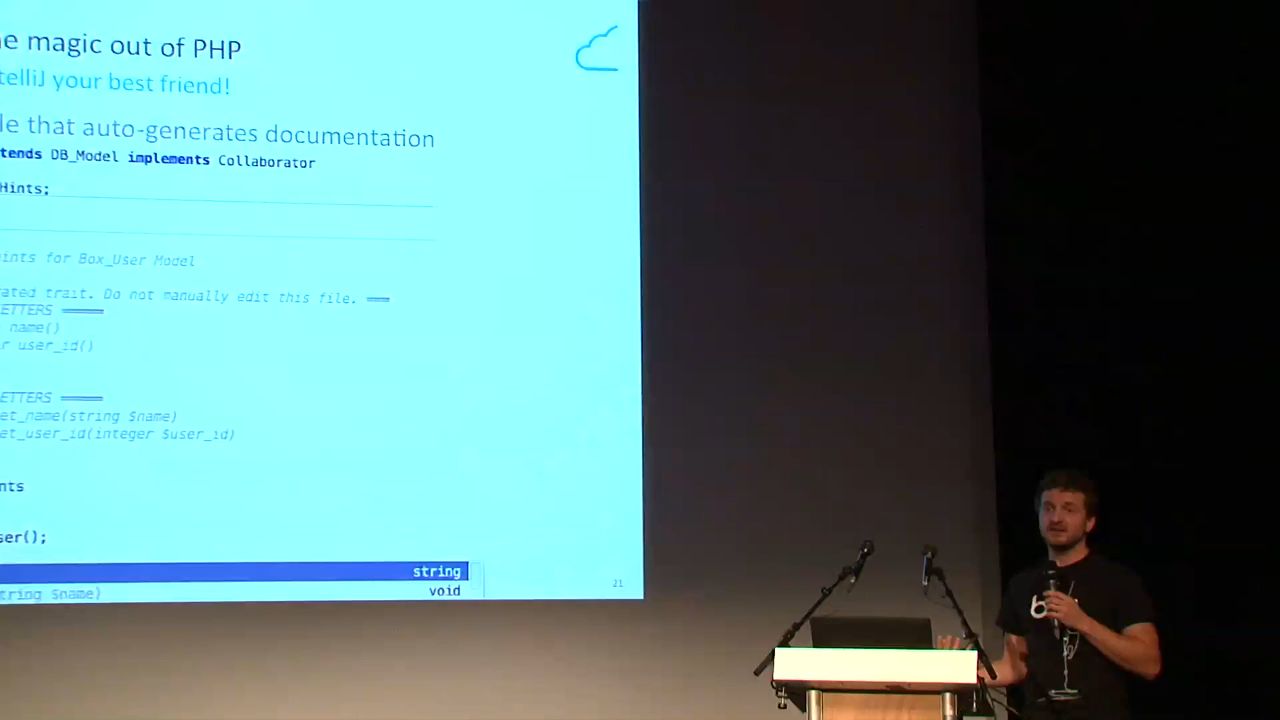 e magic out of PHP
telliJ your best friend!
le that auto-generates documentation
tends DB_Model implements Collaborator
Hints;
ints for Box_User Model
ated trait. Do not manually edit this file. ===
ETTERS =====
name()
r user_id()
ETTERS =====
et_name(string $name)
et_user_id(integer $user_id)
nts
ser();
string
tring $name)
void
21